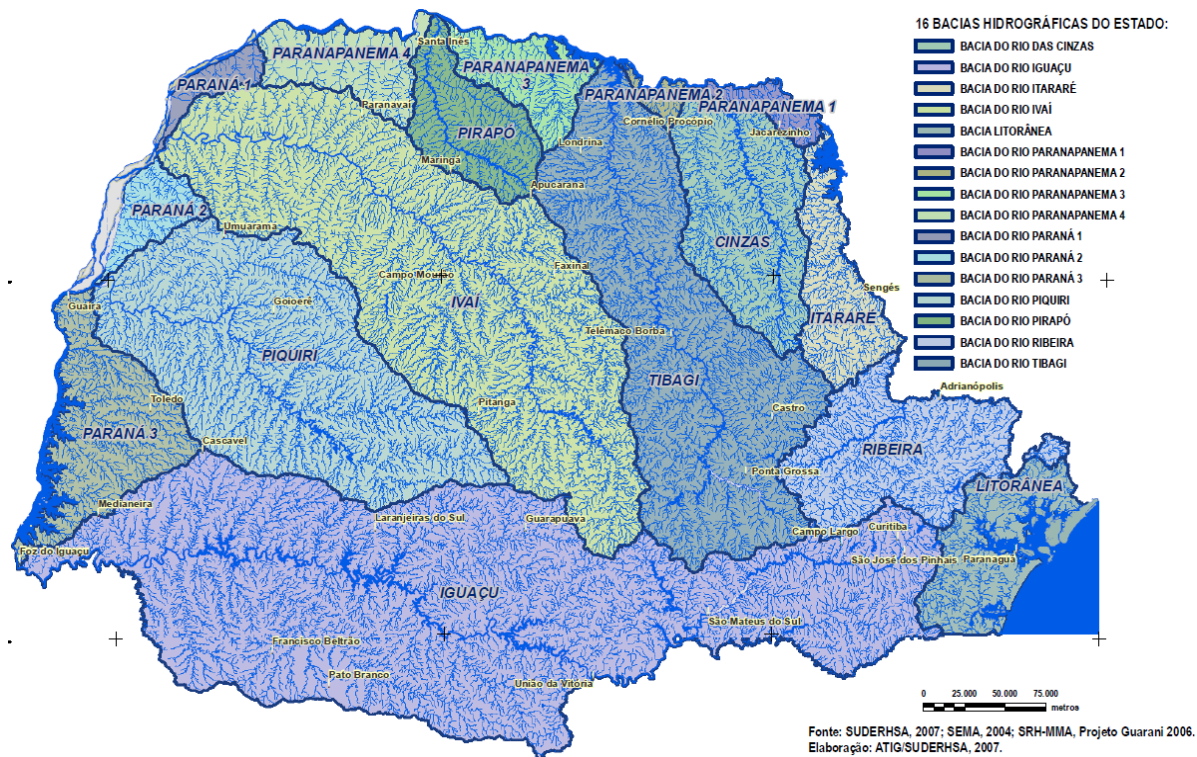 16 BACIAS HIDROGRÁFICAS DO ESTADO:
BACIA DO RIO DAS CINZAS
BACIA DO RIO IGUAÇU
BACIA DO RIO ITARARÉ
BACIA DO RIO IVAÍ
BACIA LITORÂNEA
BACIA DO RIO PARANAPANEMA 1
BACIA DO RIO PARANAPANEMA 2
BACIA DO RIO PARANAPANEMA 3
BACIA DO RIO PARANAPANEMA 4
BACIA DO RIO PARANÁ 1
BACIA DO RIO PARANÁ 2
BACIA DO RIO PARANÁ 3
BACIA DO RIO PIQUIRI
BACIA DO RIO PIRAPÓ
BACIA DO RIO RIBEIRA
BACIA DO RIO TIBAGI
Santa Inês
PARANAPANEMA 4
PARANAPANEMA
3
PARANÁ 1
PARANAPANEMA 2
PARANAPANEMA 1
Paranavaí
Cornélio Procópio
Jacarezinho
PIRAPÓ
Londrina
Maringá
Apucarana
PARANÁ 2
Umuarama
CINZAS
Faxinal
Campo Mourão
Sengés
Goioerê
IVAÍ
Guaíra
ITARARÉ
Telêmaco Borba
PIQUIRI
TIBAGI
Adrianópolis
Toledo
Pitanga
Castro
PARANÁ 3
Cascavel
RIBEIRA
Ponta Grossa
LITORÂNEA
Medianeira
Laranjeiras do Sul
Guarapuava
Campo Largo
Curitiba
Foz do Iguaçu
São José dos Pinhais
Paranaguá
IGUAÇU
São Mateus do Sul
Francisco Beltrão
Pato Branco
União da Vitória
0 25.000 50.000 75.000
metros
Fonte: SUDERHSA, 2007; SEMA, 2004; SRH-MMA, Projeto Guarani 2006.
Elaboração: ATIG/SUDERHSA, 2007.